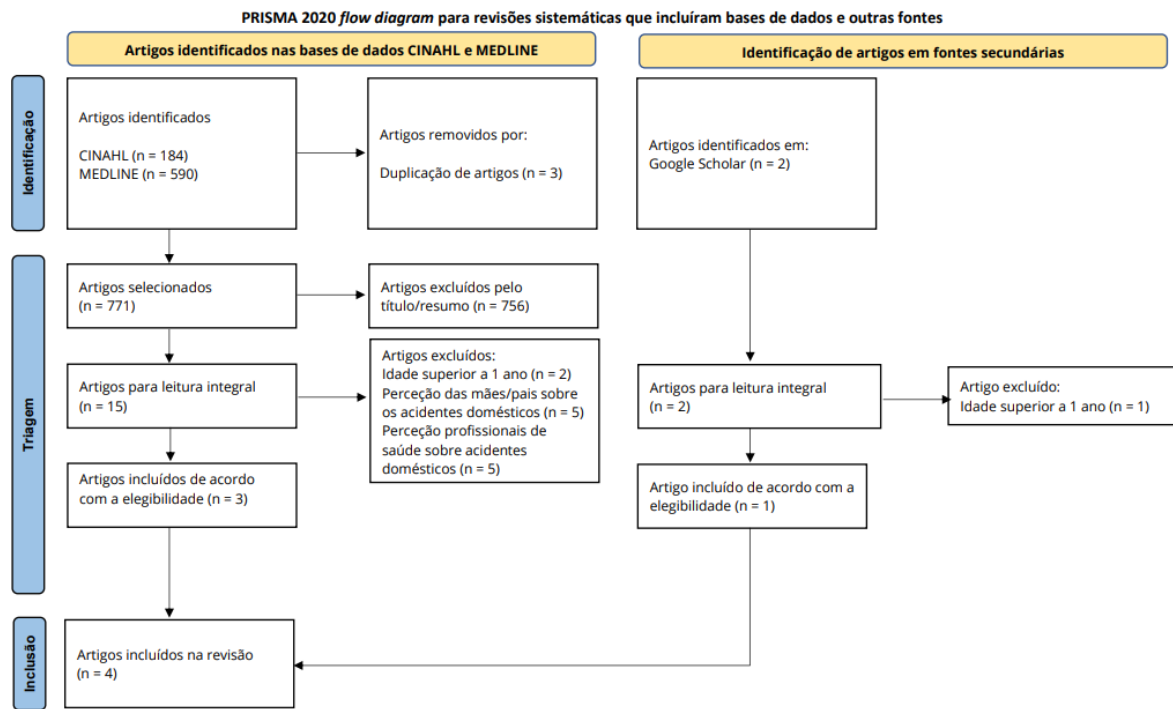 PRISMA 2020 flow diagram para revisões sistemáticas que incluíram bases de dados e outras fontes
Artigos identificados nas bases de dados CINAHL e MEDLINE
Identificação de artigos em fontes secundárias
Identificação
Artigos identificados
CINAHL (n = 184)
MEDLINE (n = 590)
Artigos removidos por:
Duplicação de artigos (n = 3)
Artigos identificados em:
Google Scholar (n = 2)
Triagem
Artigos selecionados
(n = 771)
Artigos excluídos pelo
título/resumo (n = 756)
Artigos para leitura integral
(n = 15)
Artigos excluídos:
Idade superior a 1 ano (n = 2)
Perceção das mães/pais sobre
os acidentes domésticos (n = 5)
Perceção profissionais de
saúde sobre acidentes
domésticos (n = 5)
Artigos para leitura integral
(n = 2)
Artigo excluído:
Idade superior a 1 ano (n = 1)
Artigos incluídos de acordo
com a elegibilidade (n = 3)
Artigo incluído de acordo com a
elegibilidade (n = 1)
Inclusão
Artigos incluídos na revisão
(n = 4)